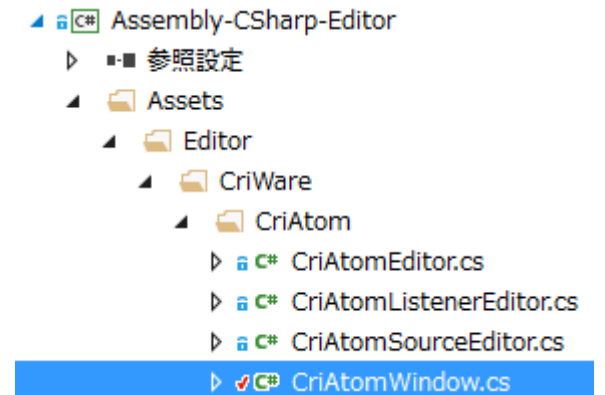 C# Assembly-CSharp-Editor
参照設定
Assets
Editor
CriWare
CriAtom
C# CriAtomEditor.cs
C# CriAtomListenerEditor.cs
C# CriAtomSourceEditor.cs
C# CriAtomWindow.cs